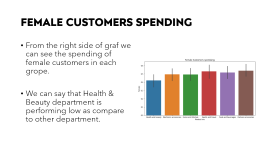 FEMALE CUSTOMERS SPENDING
• From the right side of graf we
can see the spending of
female customers in each
grope.
• We can say that Health &
Beauty department is
performing low as compare
to other department.